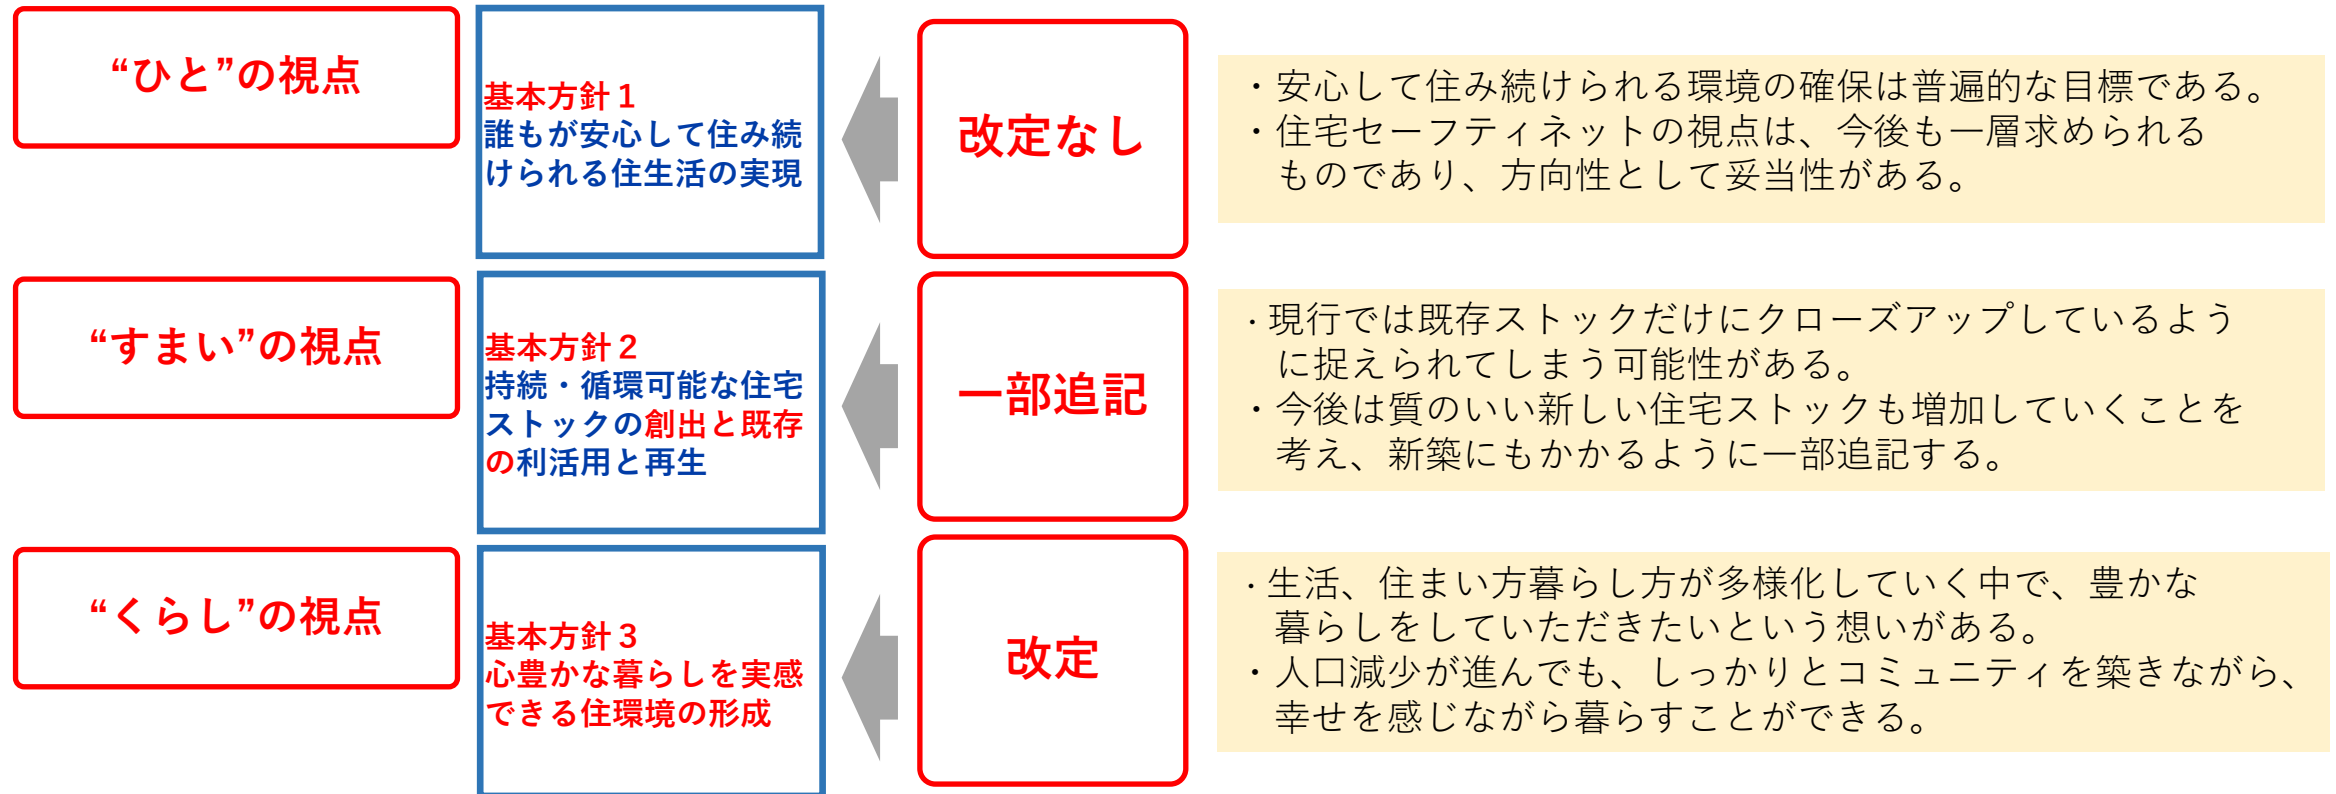 “ひと”の視点
基本方針１
誰もが安心して住み続
けられる住生活の実現
改定なし
・安心して住み続けられる環境の確保は普遍的な目標である。
・住宅セーフティネットの視点は、今後も一層求められる
ものであり、方向性として妥当性がある。
“すまい”の視点
基本方針２
持続・循環可能な住宅
ストックの創出と既存
の利活用と再生
一部追記
・現行では既存ストックだけにクローズアップしているよう
に捉えられてしまう可能性がある。
・今後は質のいい新しい住宅ストックも増加していくことを
考え、新築にもかかるように一部追記する。
“くらし”の視点
基本方針３
心豊かな暮らしを実感
できる住環境の形成
改定
・生活、住まい方暮らし方が多様化していく中で、豊かな
暮らしをしていただきたいという想いがある。
・人口減少が進んでも、しっかりとコミュニティを築きながら、
幸せを感じながら暮らすことができる。